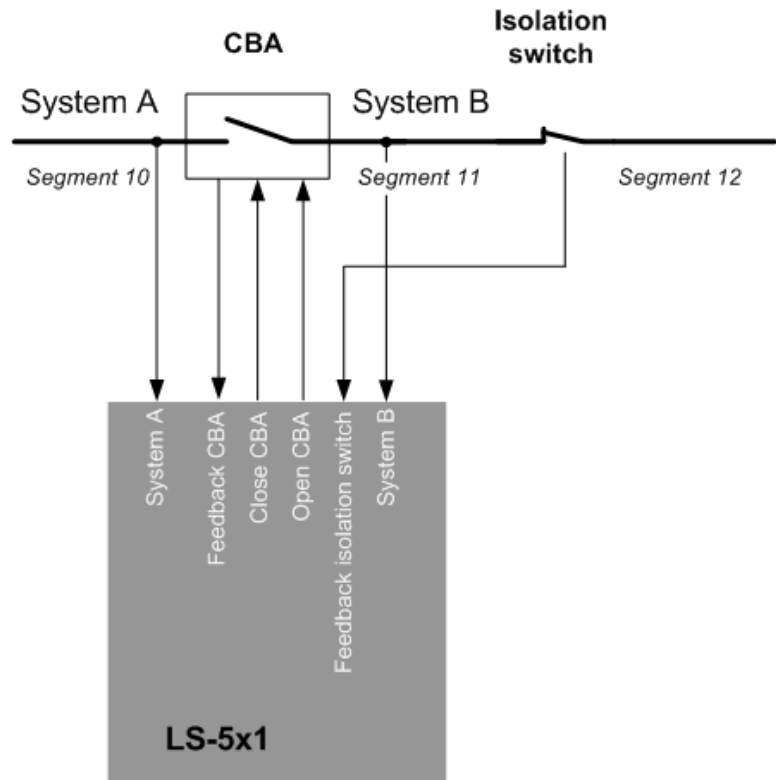 CBA
Isolation
switch
System A
System B
Segment 10
Segment 11
Segment 12
System A
Feedback CBA
Close CBA
Open CBA
Feedback isolation switch
System B
LS-5x1